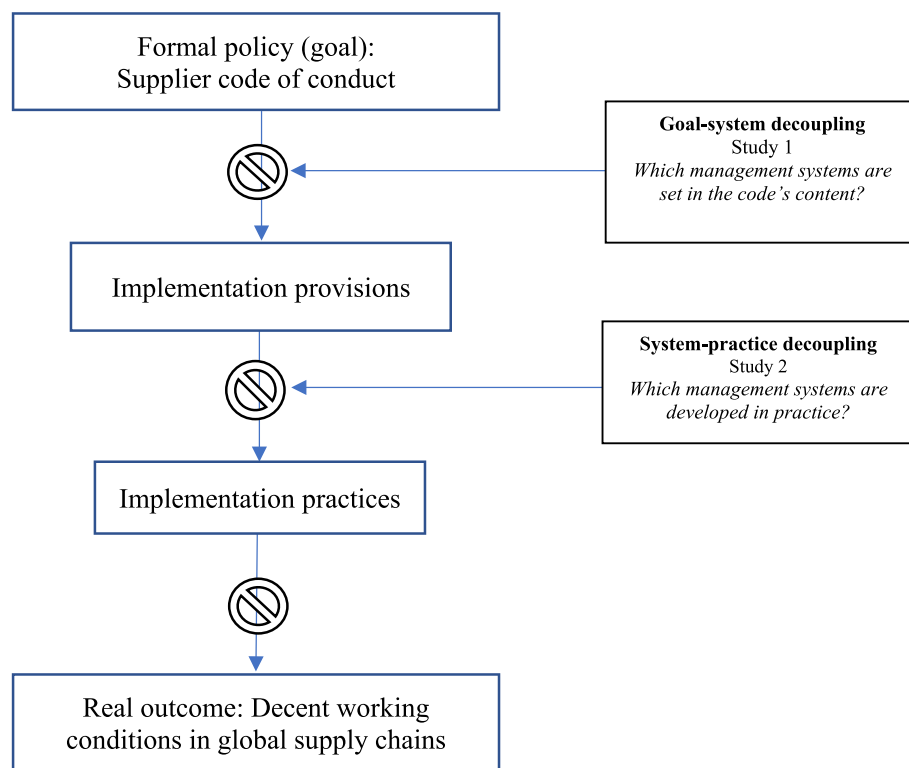 Formal policy (goal):
Supplier code of conduct
Goal-system decoupling
Study 1
Which management systems are
set in the code’s content?
Implementation provisions
System-practice decoupling
Study 2
Which management systems are
developed in practice?
Implementation practices
Real outcome: Decent working
conditions in global supply chains